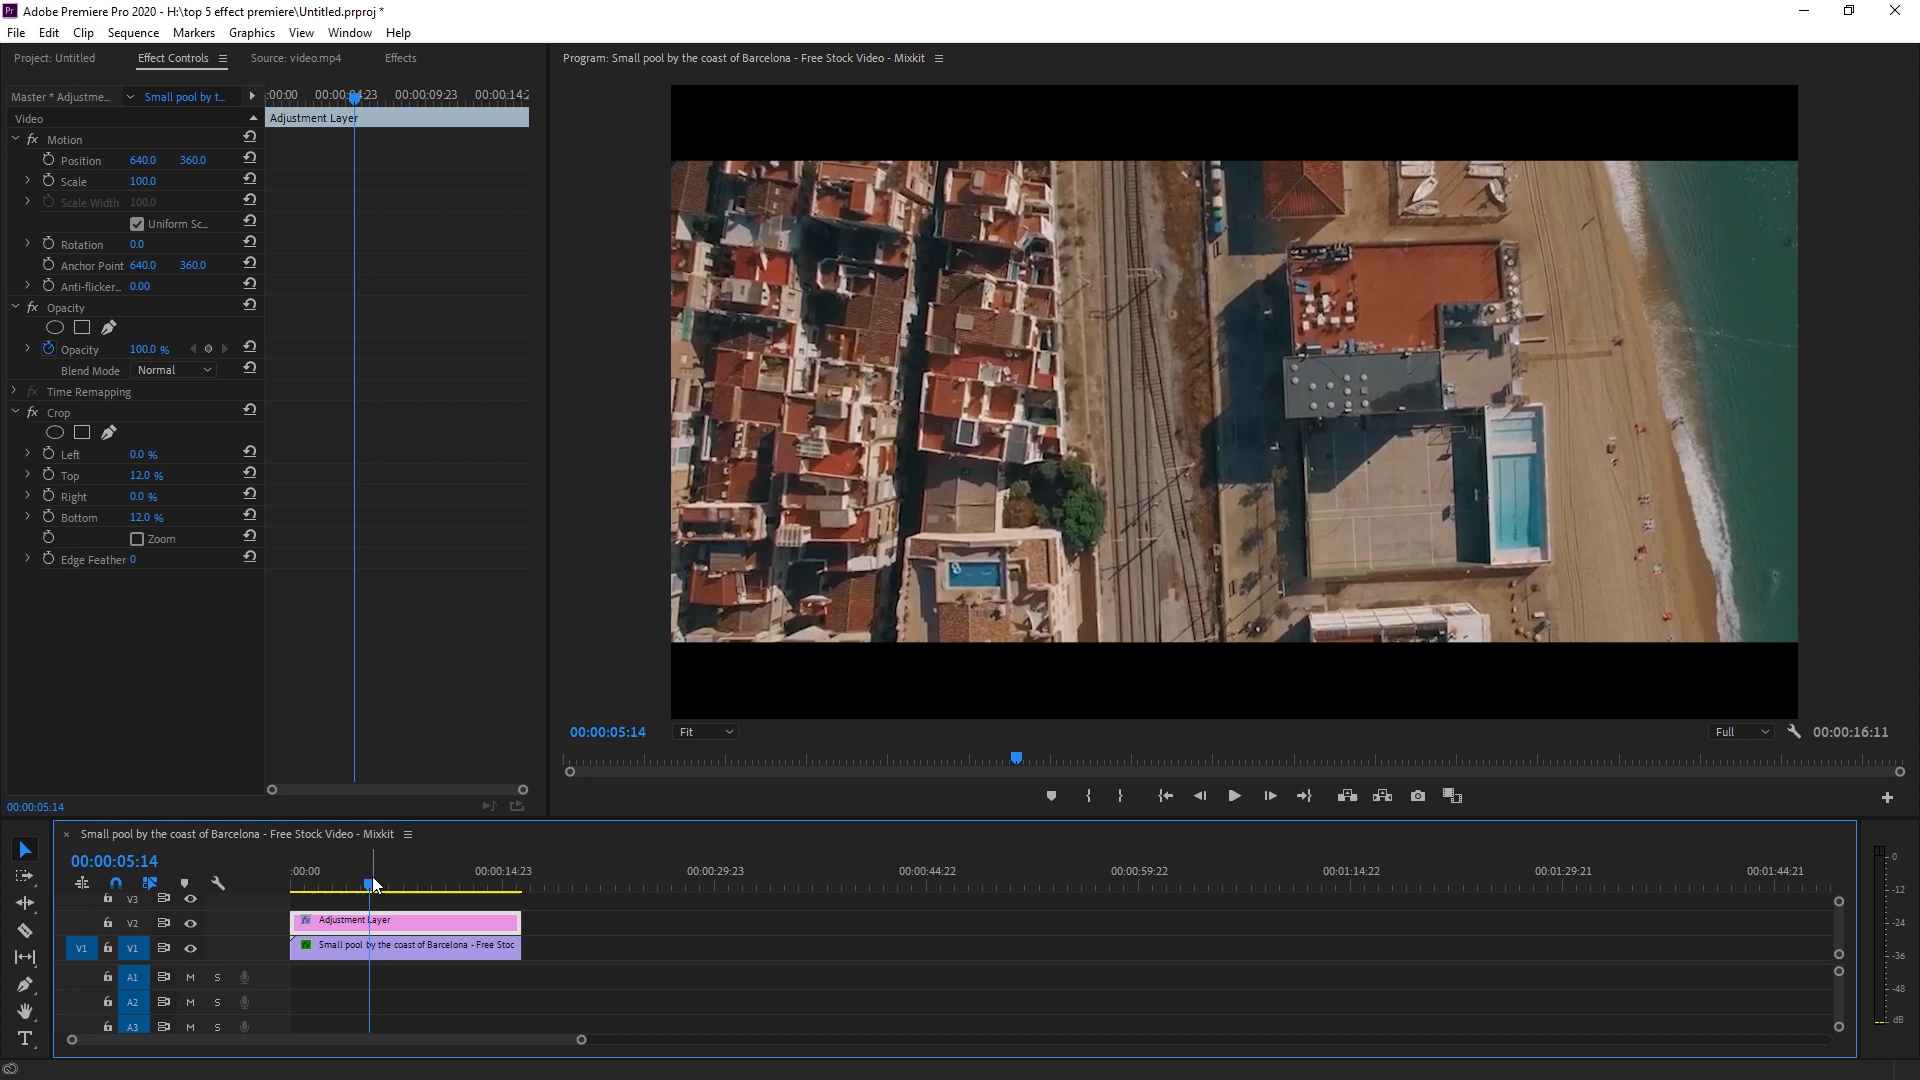 Pr Adobe Premiere Pro 2020 - H:\top 5 effect premiere\Untitled.prproj *
File Edit Clip Sequence Markers Graphics View Window Help
Project: Untitled Effect Controls Source: video.mp4 Effects
Program: Small pool by the coast of Barcelona - Free Stock Video - Mixkit
Master * Adjustme... Small pool by t... :00:00 00:00:04:23 00:00:09:23 00:00:14:2
Video Adjustment Layer
fx Motion
Position 640.0 360.0
Scale 100.0
Scale Width 100.0
Uniform Sc...
Rotation 0.0
Anchor Point 640.0 360.0
Anti-flicker... 0.00
fx Opacity
Opacity 100.0 %
Blend Mode Normal
fx Time Remapping
fx Crop
Left 0.0 %
Top 12.0 %
Right 0.0 %
Bottom 12.0 %
Zoom
Edge Feather 0
00:00:05:14 Fit Full 00:00:16:11
00:00:05:14
× Small pool by the coast of Barcelona - Free Stock Video - Mixkit
00:00:05:14
:00:00 00:00:14:23 00:00:29:23 00:00:44:22 00:00:59:22 00:01:14:22 00:01:29:21 00:01:44:21
V3
V2 fx Adjustment Layer
V1 V1 fx Small pool by the coast of Barcelona - Free Stoc
A1 M S
A2 M S
A3 M S
T
0
-12
-24
-36
-48
dB